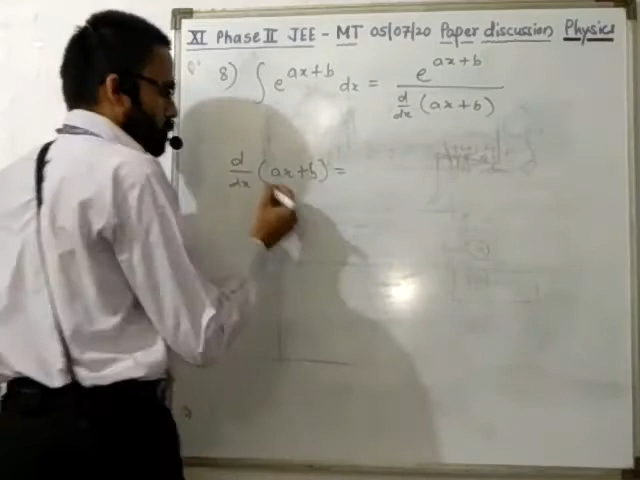 XI Phase II JEE - MT 05/07/20 Paper discussion Physics
8) ∫ e^(ax+b) dx = e^(ax+b) / (d/dx (ax+b))
d/dx (ax+b) =